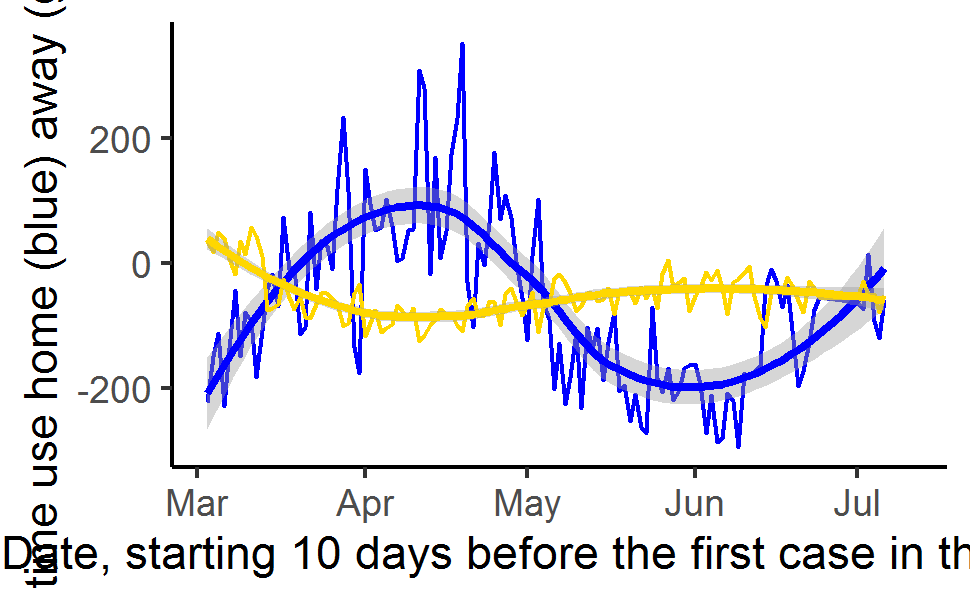 time use home (blue) away (
200
0
-200
Mar Apr May Jun Jul
Date, starting 10 days before the first case in th